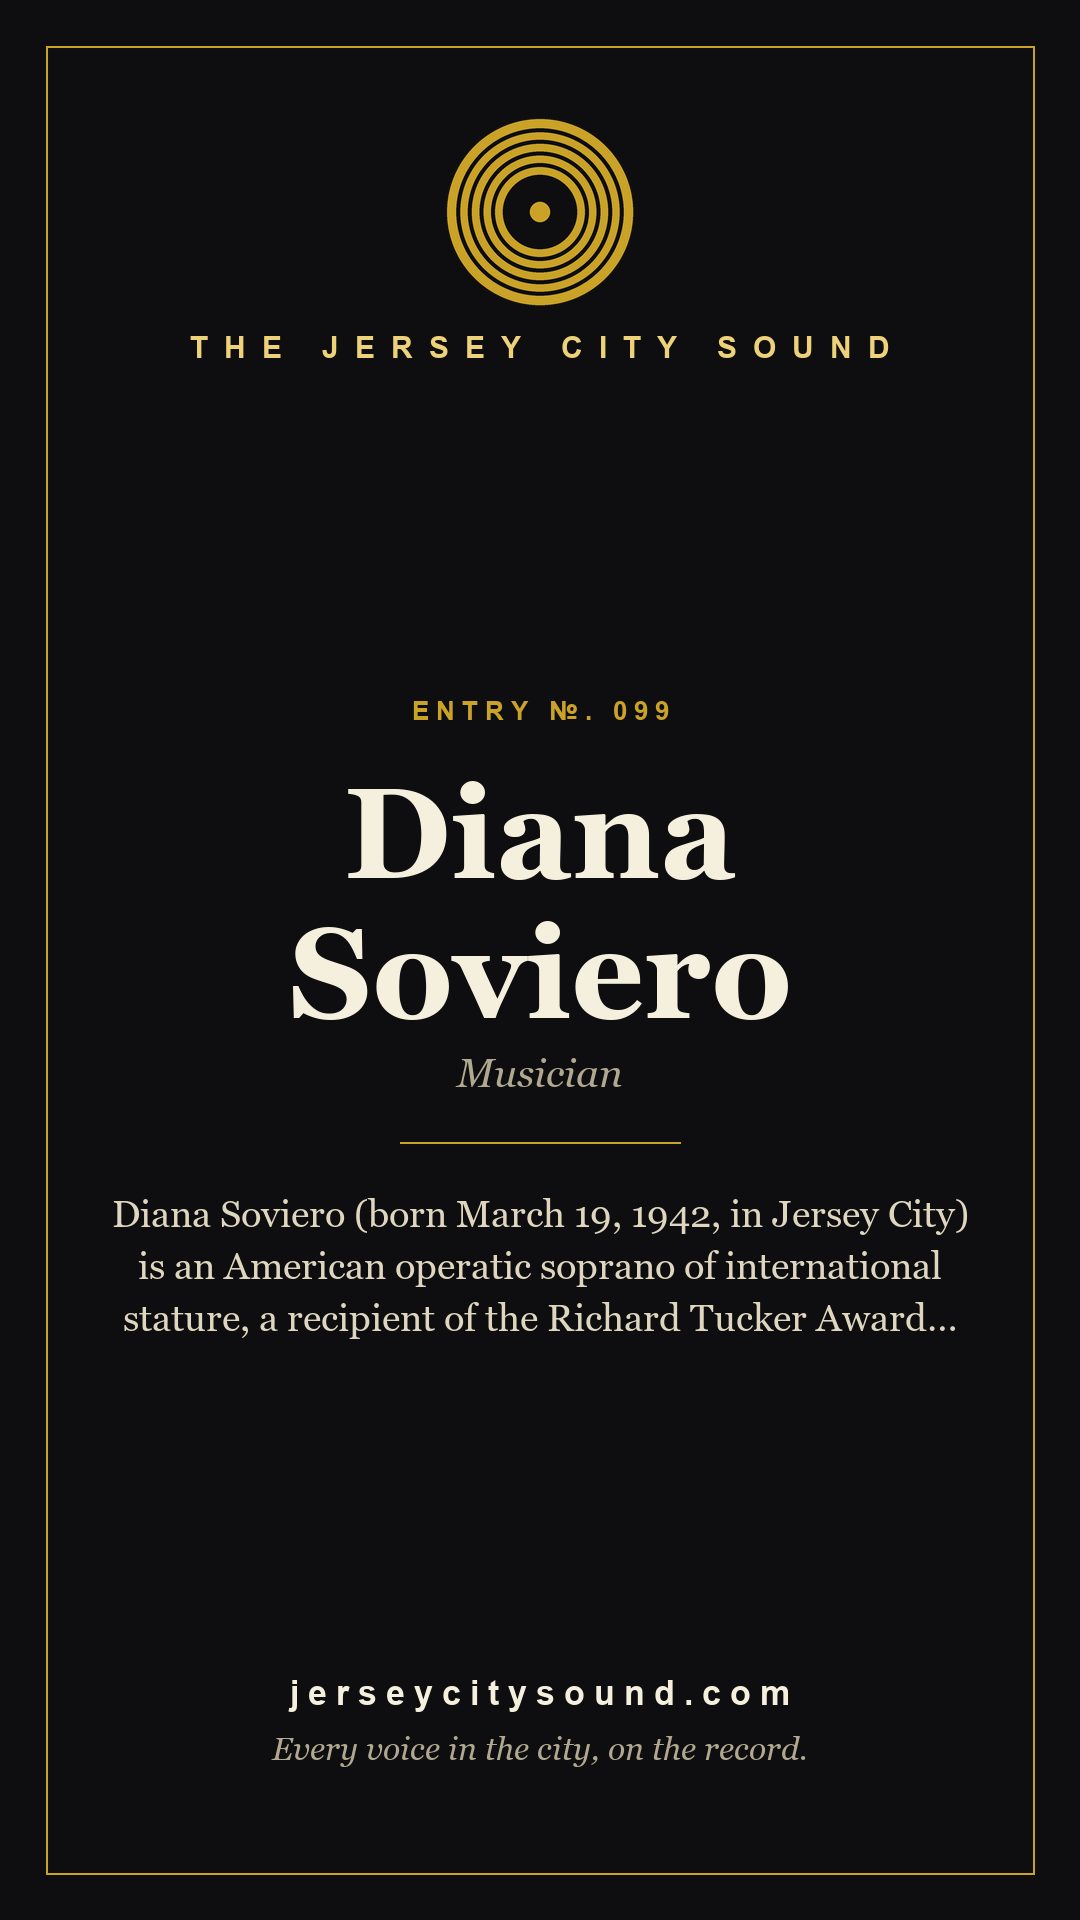 THE JERSEY CITY SOUND
ENTRY №. 099
Diana
Soviero
Musician
Diana Soviero (born March 19, 1942, in Jersey City)
is an American operatic soprano of international
stature, a recipient of the Richard Tucker Award...
jerseycitysound.com
Every voice in the city, on the record.